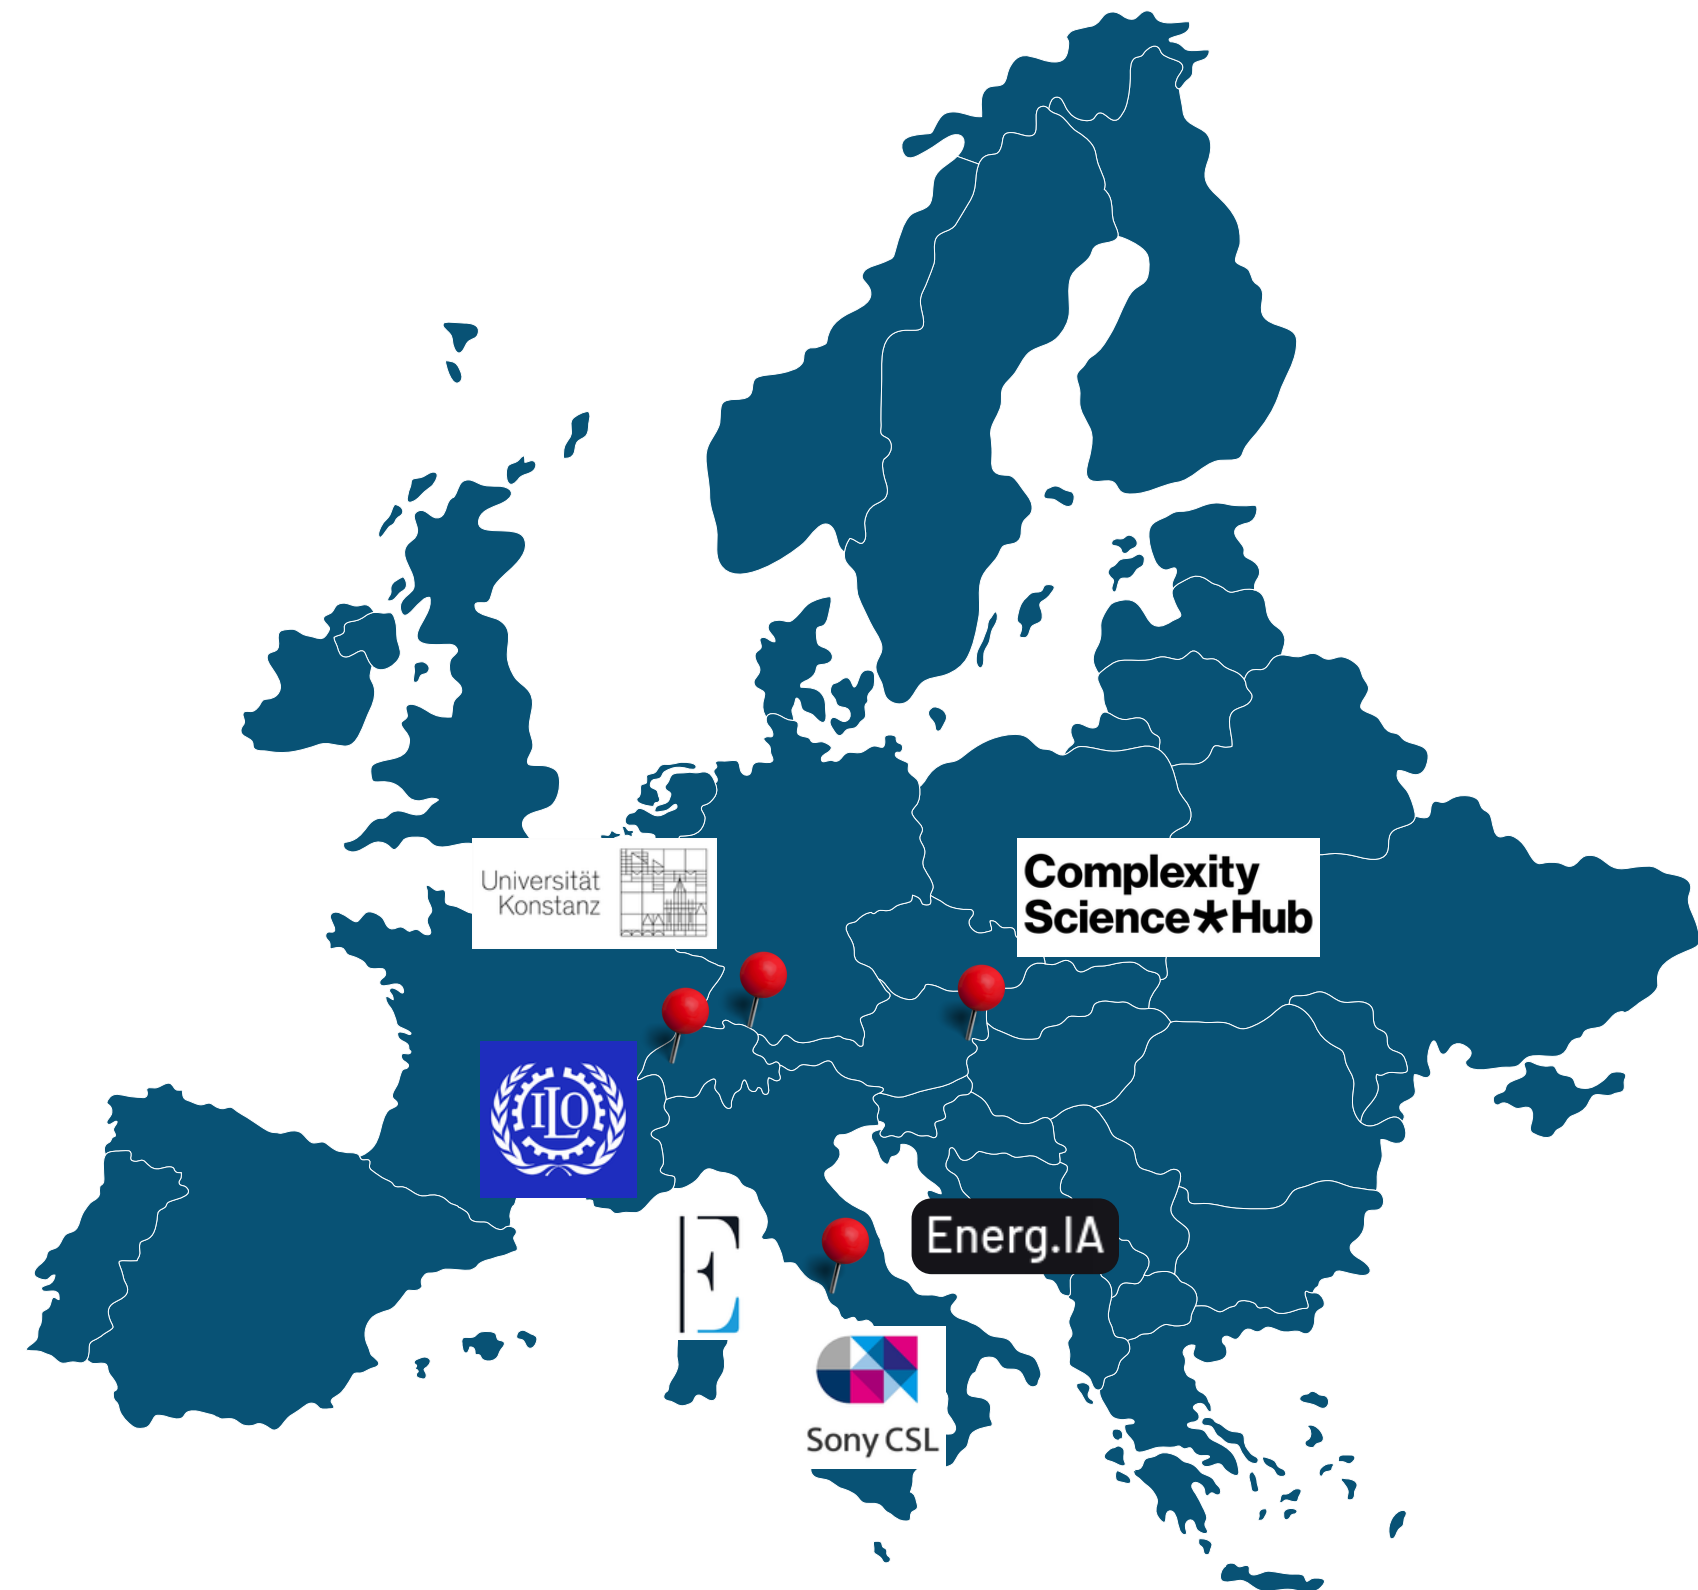 Universität
Konstanz
Complexity
Science*Hub
ILO
Energ.IA
E
Sony CSL